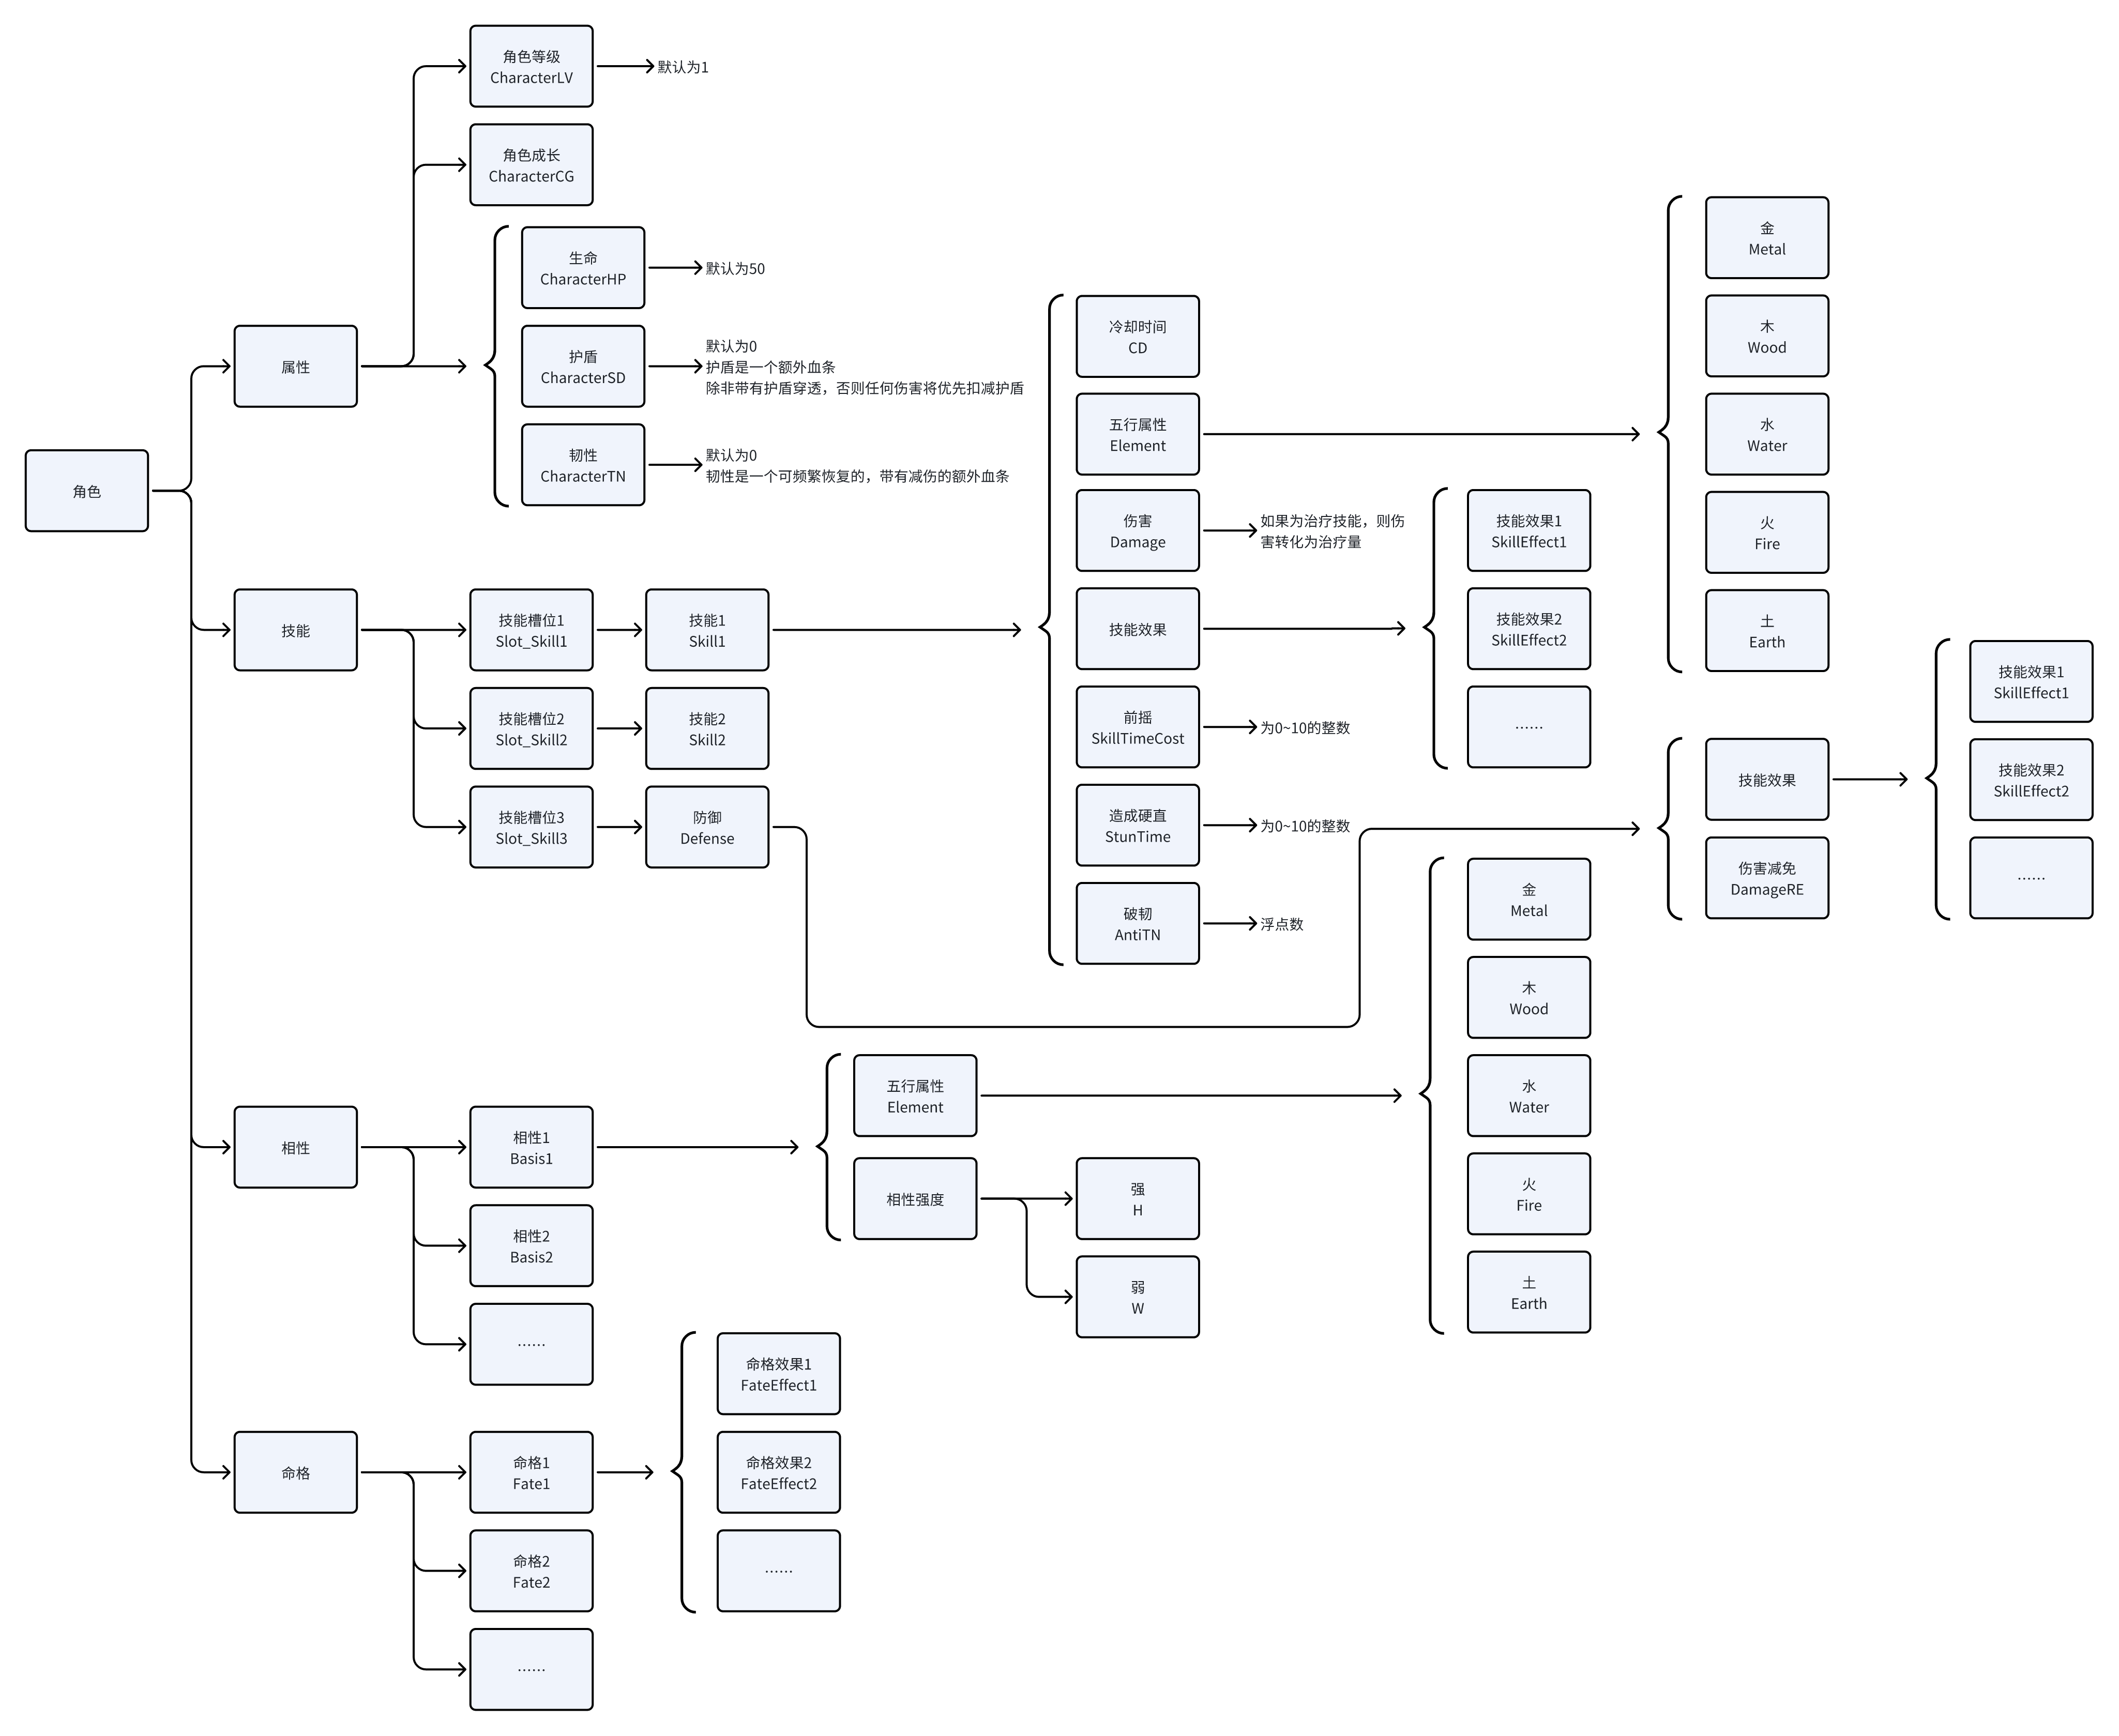 角色
属性
角色等级
CharacterLV
默认为1
角色成长
CharacterCG
生命
CharacterHP
默认为50
护盾
CharacterSD
默认为0
护盾是一个额外血条
除非带有护盾穿透，否则任何伤害将优先扣减护盾
韧性
CharacterTN
默认为0
韧性是一个可频繁恢复的，带有减伤的额外血条
技能
技能槽位1
Slot_Skill1
技能1
Skill1
技能槽位2
Slot_Skill2
技能2
Skill2
技能槽位3
Slot_Skill3
防御
Defense
冷却时间
CD
五行属性
Element
伤害
Damage
如果为治疗技能，则伤
害转化为治疗量
技能效果
前摇
SkillTimeCost
为0~10的整数
造成硬直
StunTime
为0~10的整数
破韧
AntiTN
浮点数
技能效果1
SkillEffect1
技能效果2
SkillEffect2
……
金
Metal
木
Wood
水
Water
火
Fire
土
Earth
技能效果
伤害减免
DamageRE
技能效果1
SkillEffect1
技能效果2
SkillEffect2
……
相性
相性1
Basis1
相性2
Basis2
……
五行属性
Element
相性强度
强
H
弱
W
金
Metal
木
Wood
水
Water
火
Fire
土
Earth
命格
命格1
Fate1
命格2
Fate2
……
命格效果1
FateEffect1
命格效果2
FateEffect2
……